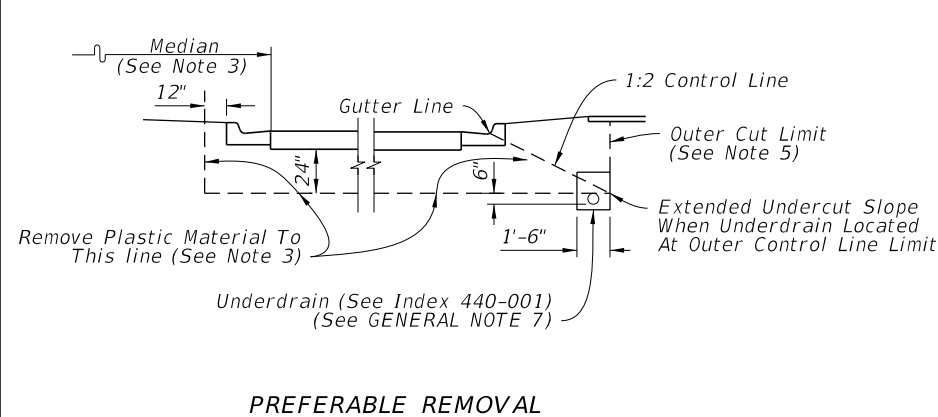 Median
(See Note 3)
12"
Gutter Line
1:2 Control Line
Outer Cut Limit
(See Note 5)
24"
6"
Extended Undercut Slope
When Underdrain Located
At Outer Control Line Limit
Remove Plastic Material To
This line (See Note 3)
1'-6"
Underdrain (See Index 440-001)
(See GENERAL NOTE 7)
PREFERABLE REMOVAL